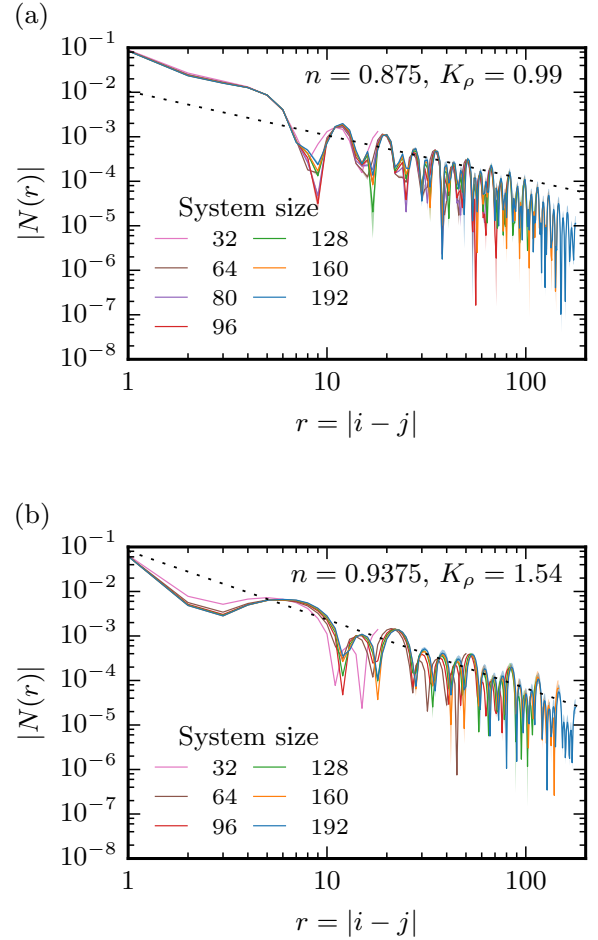 (a)
10⁻¹
10⁻²
10⁻³
10⁻⁴
10⁻⁵
10⁻⁶
10⁻⁷
10⁻⁸
|N(r)|
n = 0.875, K_ρ = 0.99
System size
32 128
64 160
80 192
96
1 10 100
r = |i − j|
(b)
10⁻¹
10⁻²
10⁻³
10⁻⁴
10⁻⁵
10⁻⁶
10⁻⁷
10⁻⁸
|N(r)|
n = 0.9375, K_ρ = 1.54
System size
32 128
64 160
96 192
1 10 100
r = |i − j|